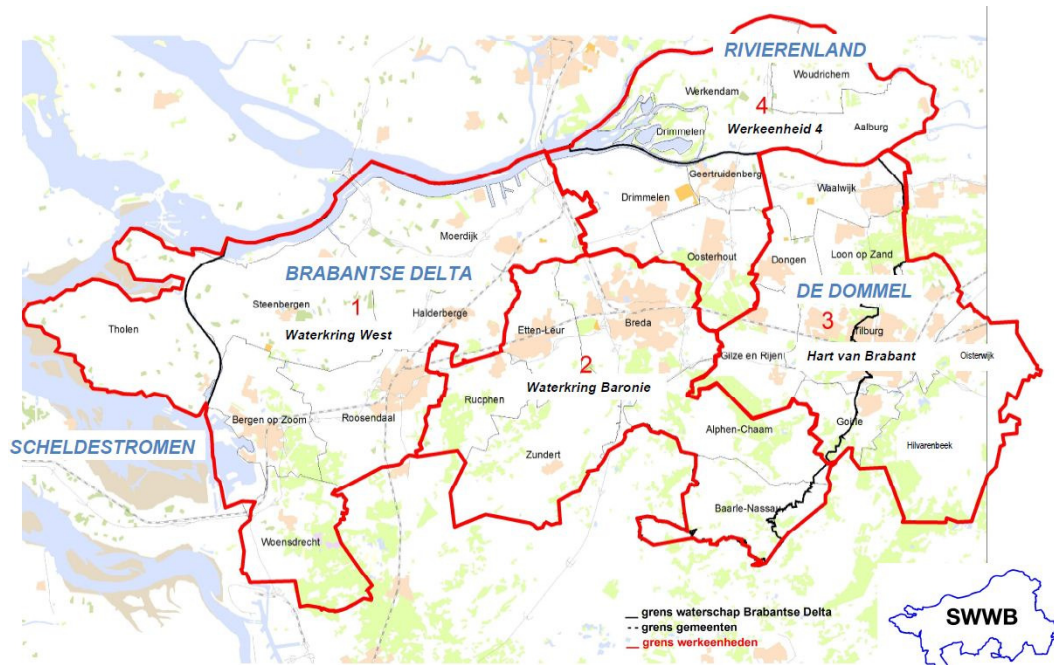 RIVIERENLAND
Woudrichem
Werkendam
4
Werkeenheid 4
Aalburg
Drimmelen
Geertruidenberg
Waalwijk
Drimmelen
Moerdijk
Oosterhout
Dongen
Loon op Zand
BRABANTSE DELTA
DE DOMMEL
Steenbergen
1
Halderberge
Waterkring West
Tholen
Etten-Leur
Breda
3
Tilburg
Gilze en Rijen
Hart van Brabant
Oisterwijk
2
Waterkring Baronie
Rucphen
Bergen op Zoom
Roosendaal
Alphen-Chaam
Goirle
Hilvarenbeek
SCHELDESTROMEN
Zundert
Baarle-Nassau
Woensdrecht
grens waterschap Brabantse Delta
grens gemeenten
grens werkeenheden
SWWB